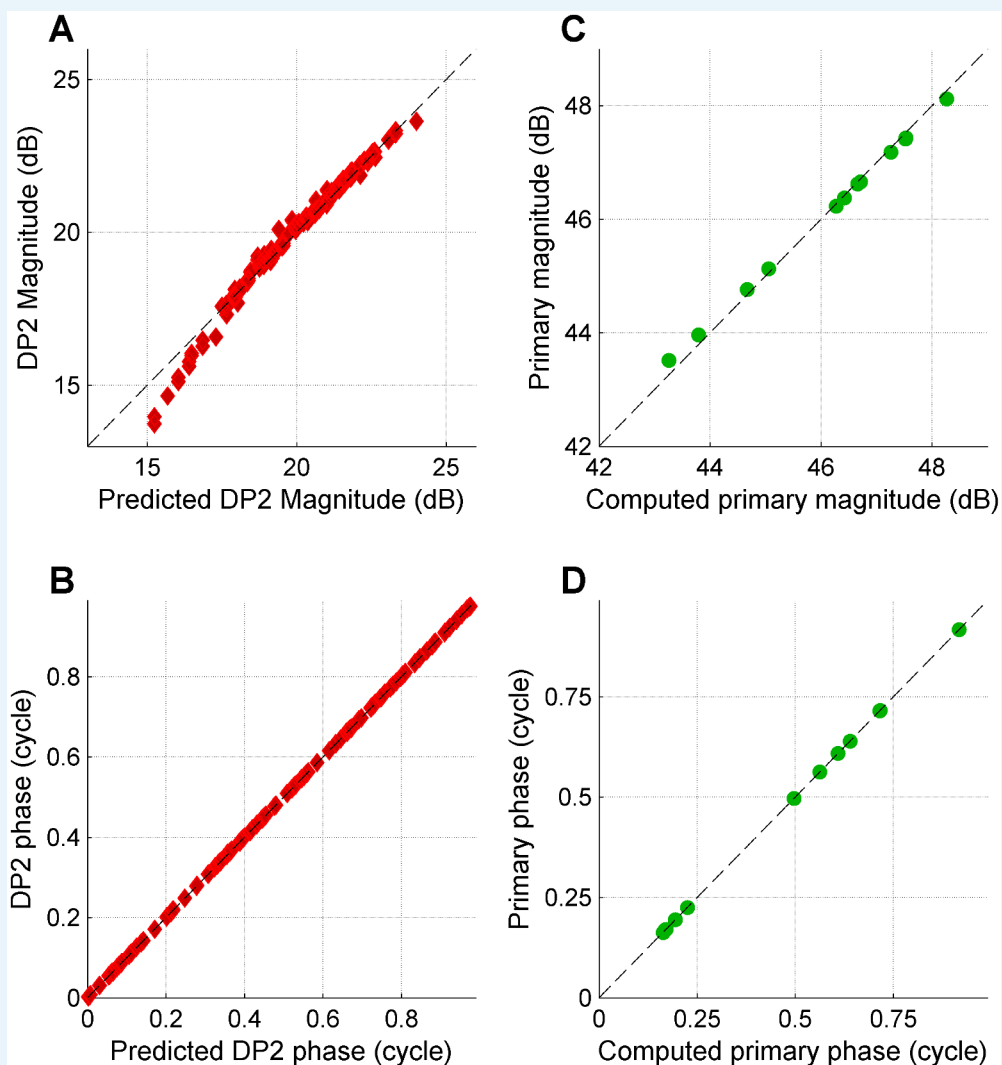 A
25
20
15
15 20 25
DP2 Magnitude (dB)
Predicted DP2 Magnitude (dB)
C
48
46
44
42
42 44 46 48
Primary magnitude (dB)
Computed primary magnitude (dB)
B
0.8
0.6
0.4
0.2
0
0 0.2 0.4 0.6 0.8
DP2 phase (cycle)
Predicted DP2 phase (cycle)
D
0.75
0.5
0.25
0
0 0.25 0.5 0.75
Primary phase (cycle)
Computed primary phase (cycle)